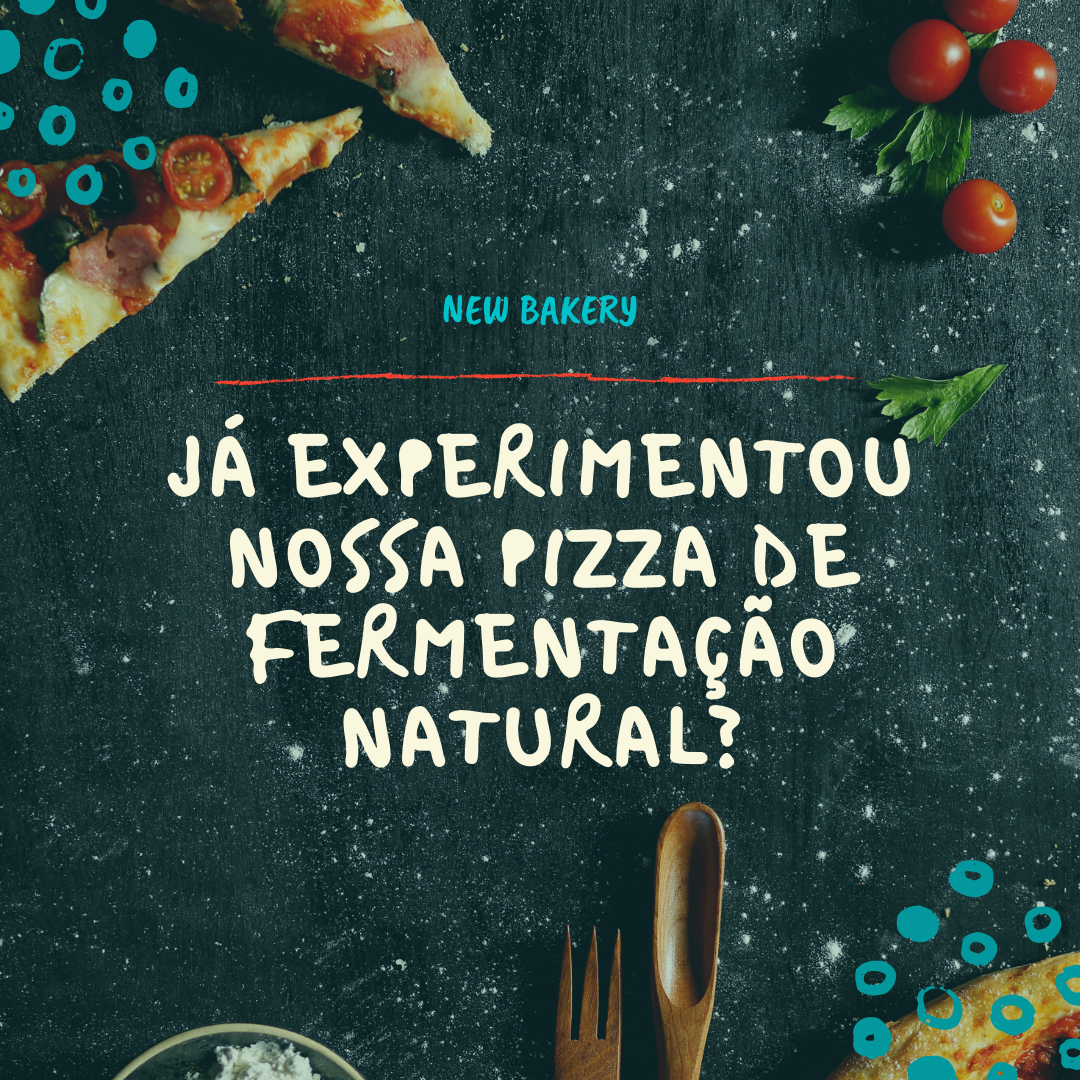 NEW BAKERY
JÁ EXPERIMENTOU
NOSSA PIZZA DE
FERMENTAÇÃO
NATURAL?